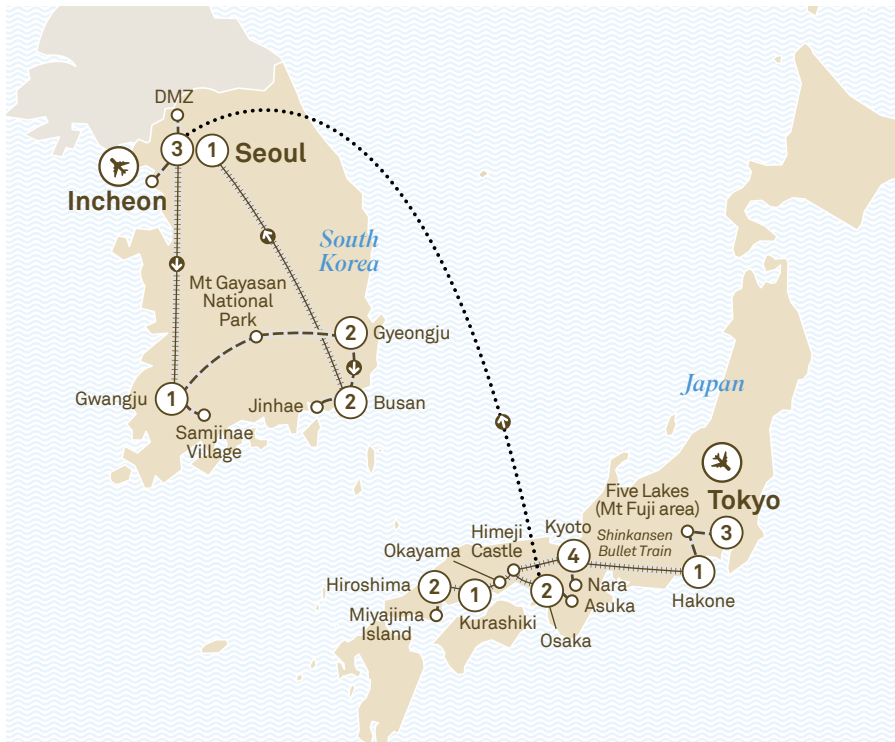 DMZ
3
1
Seoul
Incheon
South
Korea
Mt Gayasan
National
Park
2
Gyeongju
Gwangju
1
Samjinae
Village
Jinhae
2
Busan
Japan
Five Lakes
(Mt Fuji area)
Tokyo
3
Shinkansen
Bullet Train
1
Hakone
Kyoto
4
Himeji
Castle
Okayama
Hiroshima
2
1
Kurashiki
Miyajima
Island
2
Osaka
Nara
Asuka